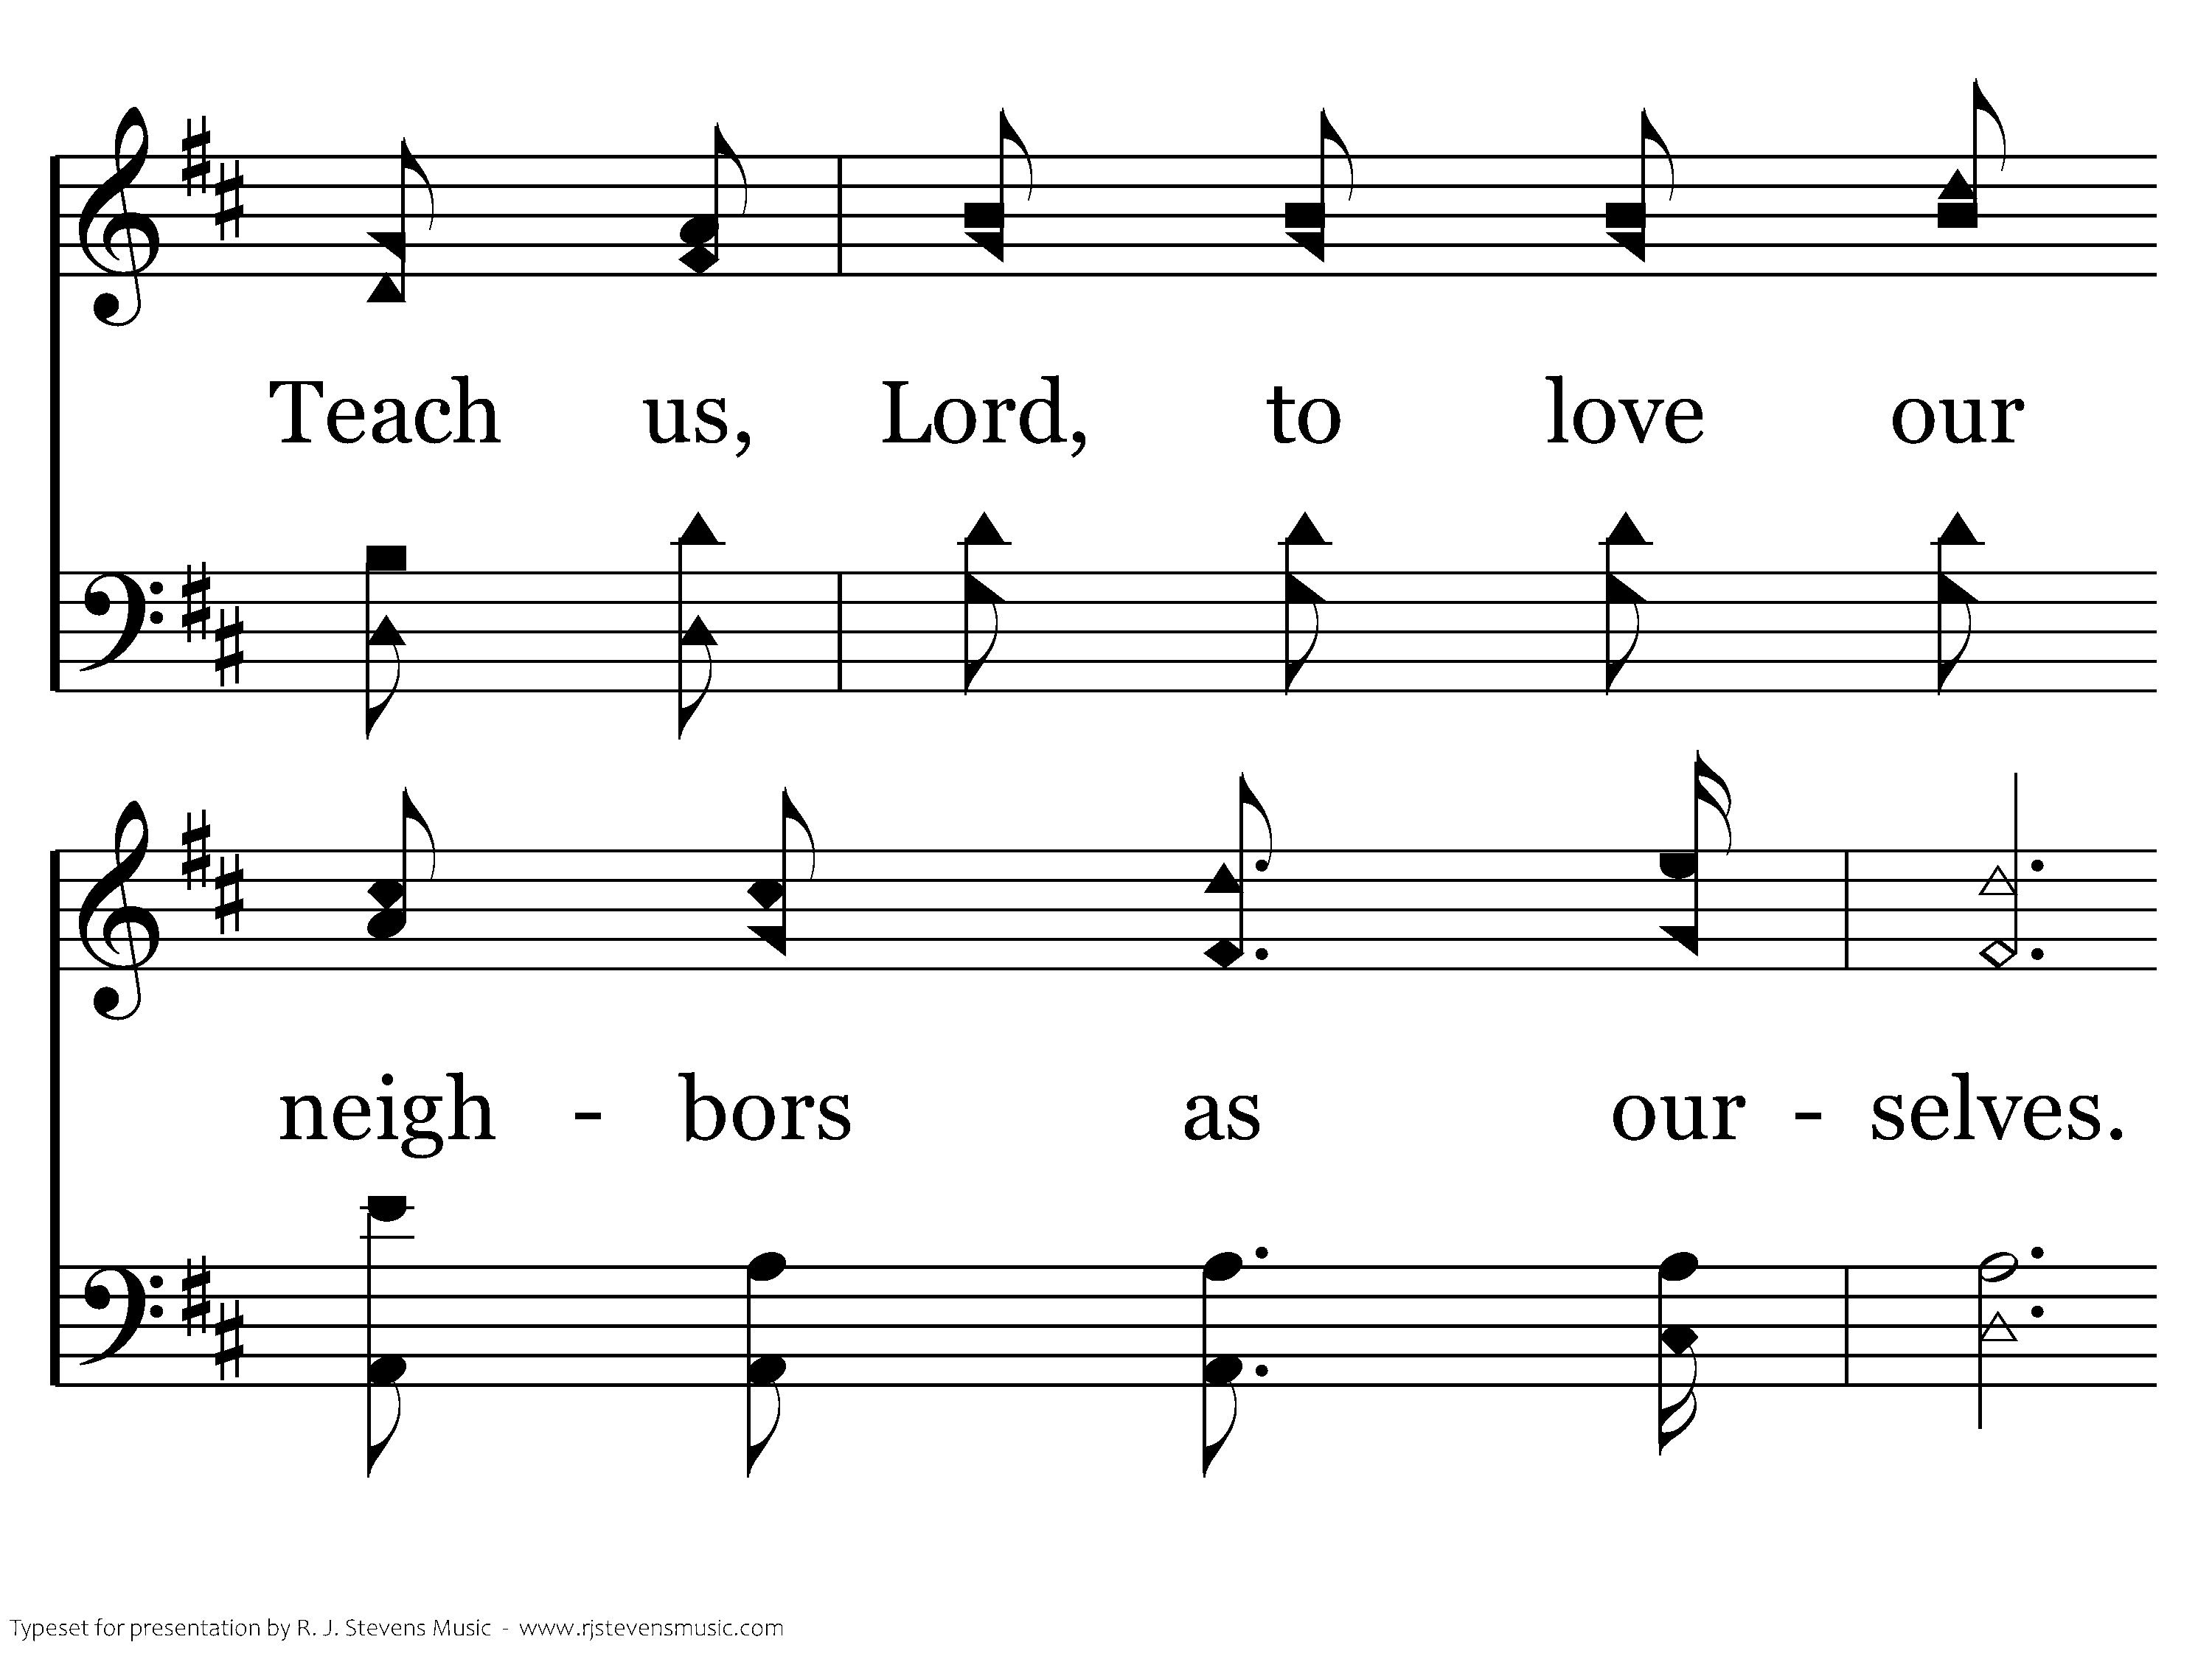 Teach us, Lord, to love our
neigh - bors as our - selves.
Typeset for presentation by R. J. Stevens Music - www.rjstevensmusic.com